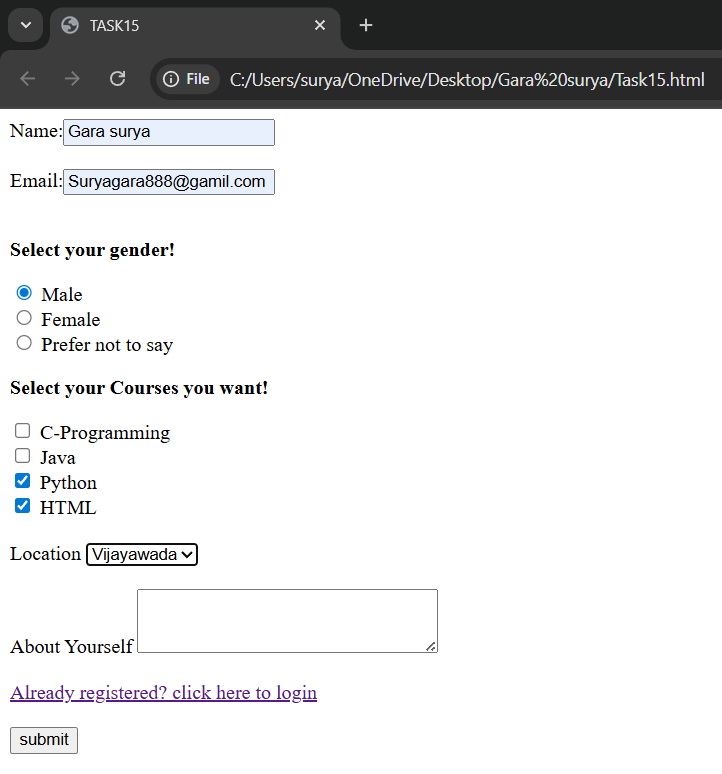 TASK15
File C:/Users/surya/OneDrive/Desktop/Gara%20surya/Task15.html
Name: Gara surya
Email: Suryagara888@gamil.com
Select your gender!
Male
Female
Prefer not to say
Select your Courses you want!
C-Programming
Java
Python
HTML
Location Vijayawada
About Yourself
Already registered? click here to login
submit